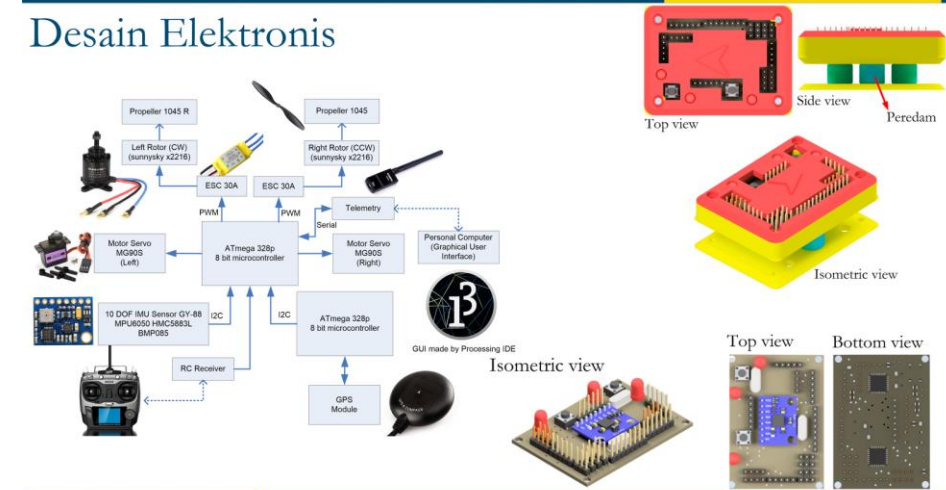 Desain Elektronis
Top view
Side view
Peredam
Isometric view
Propeller 1045 R
Propeller 1045
Left Rotor (CW)
(sunnysky x2216)
Right Rotor (CCW)
(sunnysky x2216)
ESC 30A
ESC 30A
PWM
PWM
Telemetry
Serial
Motor Servo
MG90S
(Left)
ATmega 328p
8 bit microcontroller
Motor Servo
MG90S
(Right)
Personal Computer
(Graphical User
Interface)
10 DOF IMU Sensor GY-88
MPU6050 HMC5883L
BMP085
I2C
I2C
ATmega 328p
8 bit microcontroller
GUI made by Processing IDE
RC Receiver
GPS
Module
Isometric view
Top view
Bottom view